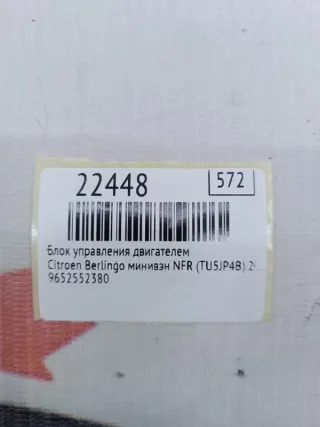 22448 572
Блок управления двигателем
Citroen Berlingo минивэн NFR (TU5JP4B)
9652552380